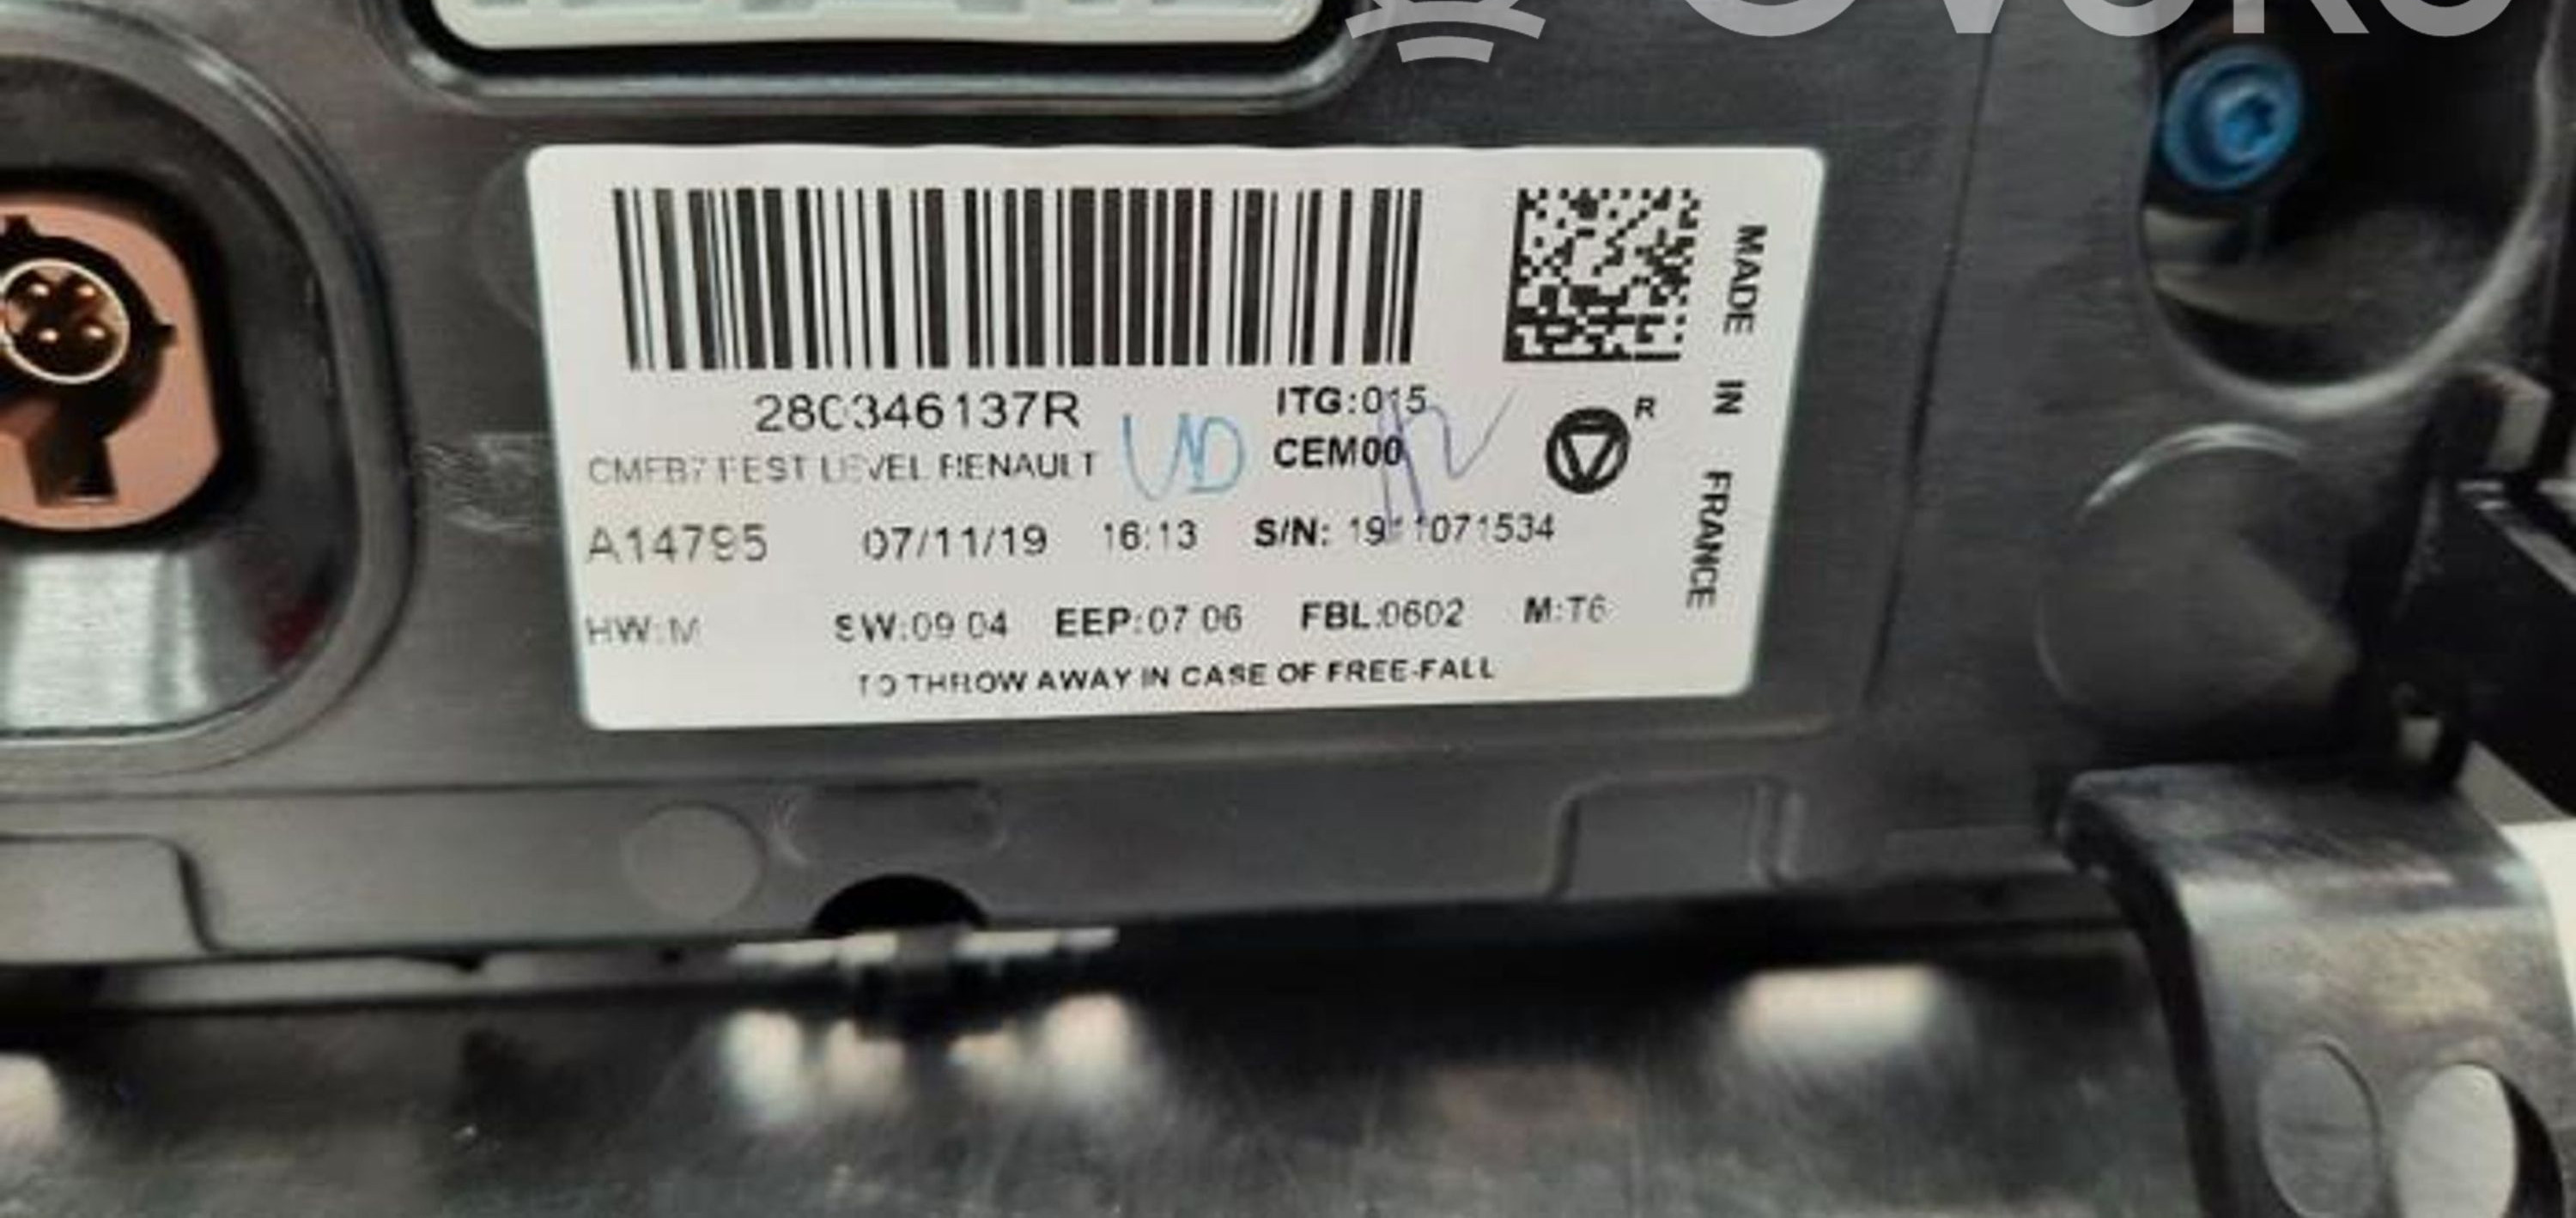 280346137R
ITG:015
CMFB7 TEST LEVEL RENAULT
UD
CEM00
R
A14795 07/11/19 16:13 S/N: 1911071534
HW:M SW:09 04 EEP:07 06 FBL:0602 M:T6
TO THROW AWAY IN CASE OF FREE-FALL
MADE IN FRANCE